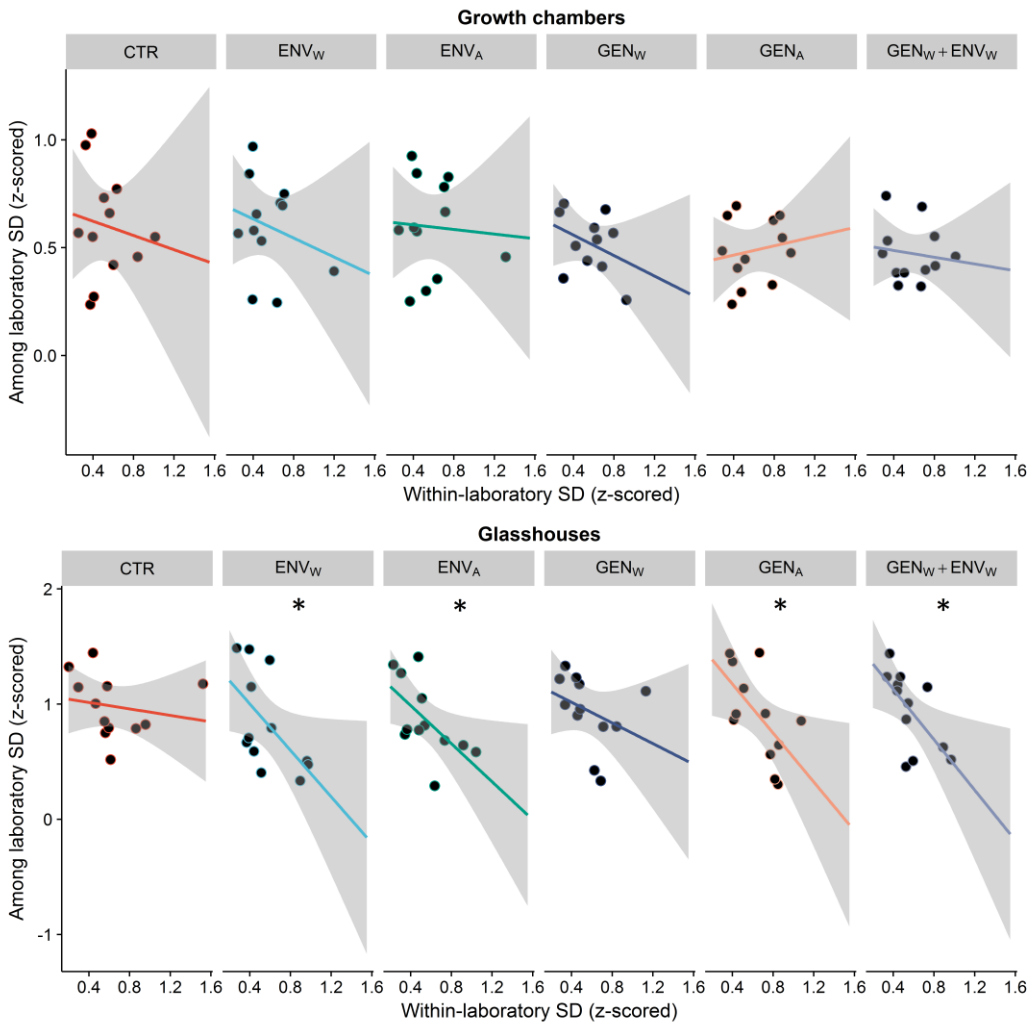 Growth chambers
CTR ENVW ENVA GENW GENA GENW + ENVW
Among laboratory SD (z-scored)
1.0
0.5
0.0
0.4 0.8 1.2 1.6 0.4 0.8 1.2 1.6 0.4 0.8 1.2 1.6 0.4 0.8 1.2 1.6 0.4 0.8 1.2 1.6 0.4 0.8 1.2 1.6
Within-laboratory SD (z-scored)
Glasshouses
CTR ENVW ENVA GENW GENA GENW + ENVW
* * * *
Among laboratory SD (z-scored)
2
1
0
-1
0.4 0.8 1.2 1.6 0.4 0.8 1.2 1.6 0.4 0.8 1.2 1.6 0.4 0.8 1.2 1.6 0.4 0.8 1.2 1.6 0.4 0.8 1.2 1.6
Within-laboratory SD (z-scored)